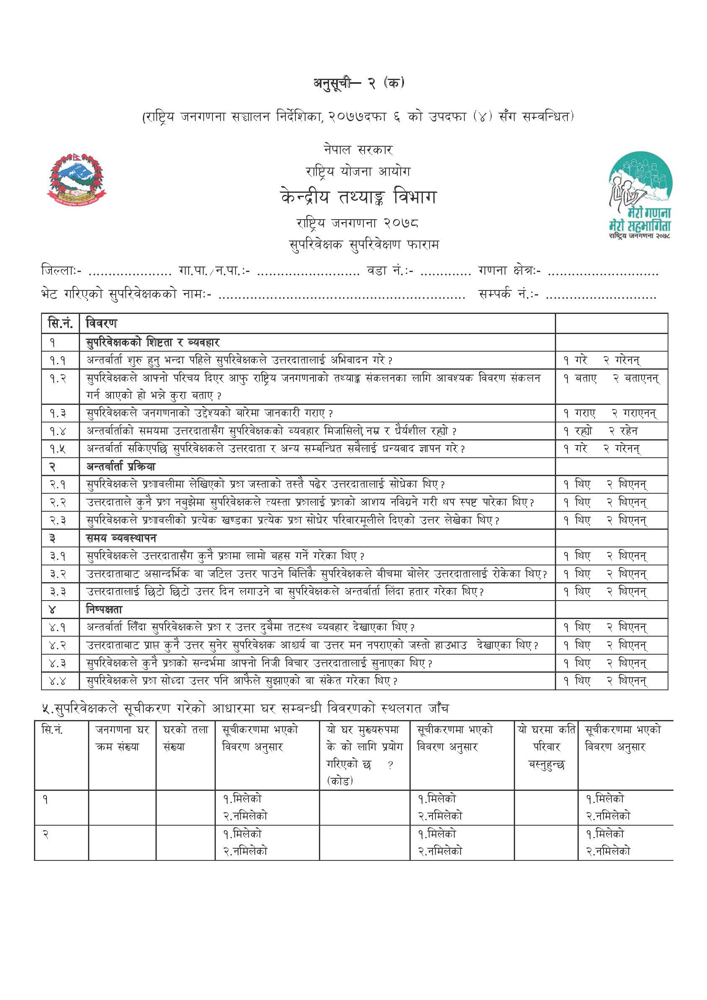 अनुसूची– २ (क)
(राष्ट्रिय जनगणना सञ्चालन निर्देशिका, २०७७दफा ६ को उपदफा (४) सँग सम्वन्धित)
नेपाल सरकार
राष्ट्रिय योजना आयोग
केन्द्रीय तथ्याङ्क विभाग
राष्ट्रिय जनगणना २०७८
सुपरिवेक्षक सुपरिवेक्षण फाराम
मेरो गणना
मेरो सहभागिता
राष्ट्रिय जनगणना २०७८
जिल्लाः- ..................... गा.पा./न.पा.:- .......................... वडा नं.:- ............. गणना क्षेत्रः- ............................
भेट गरिएको सुपरिवेक्षकको नामः- .............................................................. सम्पर्क नं.:- ............................
सि.नं. विवरण
१ सुपरिवेक्षकको शिष्टता र व्यवहार
१.१ अन्तर्वार्ता शुरु हुनु भन्दा पहिले सुपरिवेक्षकले उत्तरदातालाई अभिवादन गरे ? १ गरे २ गरेनन्
१.२ सुपरिवेक्षकले आफ्नो परिचय दिएर आफु राष्ट्रिय जनगणनाको तथ्याङ्क संकलनका लागि आवश्यक विवरण संकलन १ बताए २ बताएनन्
गर्न आएको हो भन्ने कुरा बताए ?
१.३ सुपरिवेक्षकले जनगणनाको उद्देश्यको बारेमा जानकारी गराए ? १ गराए २ गराएनन्
१.४ अन्तर्वार्ताको समयमा उत्तरदातासँग सुपरिवेक्षकको व्यवहार मिजासिलो, नम्र र धैर्यशील रह्यो ? १ रह्यो २ रहेन
१.५ अन्तर्वार्ता सकिएपछि सुपरिवेक्षकले उत्तरदाता र अन्य सम्बन्धित सबैलाई धन्यवाद ज्ञापन गरे ? १ गरे २ गरेनन्
२ अन्तर्वार्ता प्रक्रिया
२.१ सुपरिवेक्षकले प्रश्नावलीमा लेखिएको प्रश्न जस्ताको तस्तै पढेर उत्तरदातालाई सोधेका थिए ? १ थिए २ थिएनन्
२.२ उत्तरदाताले कुनै प्रश्न नबुझेमा सुपरिवेक्षकले त्यस्ता प्रश्नलाई प्रश्नको आशय नविग्रने गरी थप स्पष्ट पारेका थिए ? १ थिए २ थिएनन्
२.३ सुपरिवेक्षकले प्रश्नावलीको प्रत्येक खण्डका प्रत्येक प्रश्न सोधेर परिवारमूलीले दिएको उत्तर लेखेका थिए ? १ थिए २ थिएनन्
३ समय व्यवस्थापन
३.१ सुपरिवेक्षकले उत्तरदातासँग कुनै प्रश्नमा लामो बहस गर्ने गरेका थिए ? १ थिए २ थिएनन्
३.२ उत्तरदाताबाट असान्दर्भिक वा जटिल उत्तर पाउने बित्तिकै सुपरिवेक्षकले बीचमा बोलेर उत्तरदातालाई रोकेका थिए? १ थिए २ थिएनन्
३.३ उत्तरदातालाई छिटो छिटो उत्तर दिन लगाउने वा सुपरिवेक्षकले अन्तर्वार्ता लिंदा हतार गरेका थिए? १ थिए २ थिएनन्
४ निष्पक्षता
४.१ अन्तर्वार्ता लिँदा सुपरिवेक्षकले प्रश्न र उत्तर दुबैमा तटस्थ व्यवहार देखाएका थिए ? १ थिए २ थिएनन्
४.२ उत्तरदाताबाट प्राप्त कुनै उत्तर सुनेर सुपरिवेक्षक आश्चर्य वा उत्तर मन नपराएको जस्तो हाउभाउ देखाएका थिए ? १ थिए २ थिएनन्
४.३ सुपरिवेक्षकले कुनै प्रश्नको सन्दर्भमा आफ्नो निजी विचार उत्तरदातालाई सुनाएका थिए ? १ थिए २ थिएनन्
४.४ सुपरिवेक्षकले प्रश्न सोध्दा उत्तर पनि आफैले सुझाएको वा संकेत गरेका थिए ? १ थिए २ थिएनन्
५.सुपरिवेक्षकले सूचीकरण गरेको आधारमा घर सम्बन्धी विवरणको स्थलगत जाँच
सि.नं. जनगणना घर घरको तला सूचीकरणमा भएको यो घर मुख्यरुपमा सूचीकरणमा भएको यो घरमा कति सूचीकरणमा भएको
क्रम संख्या संख्या विवरण अनुसार के को लागि प्रयोग विवरण अनुसार परिवार विवरण अनुसार
गरिएको छ ? बस्नुहुन्छ
(कोड)
१ १.मिलेको १.मिलेको १.मिलेको
२.नमिलेको २.नमिलेको २.नमिलेको
२ १.मिलेको १.मिलेको १.मिलेको
२.नमिलेको २.नमिलेको २.नमिलेको